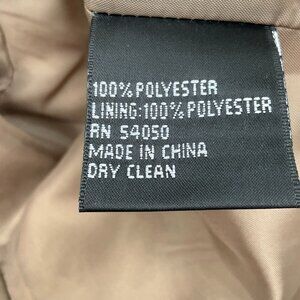 100% POLYESTER
LINING:100% POLYESTER
RN 54050
MADE IN CHINA
DRY CLEAN